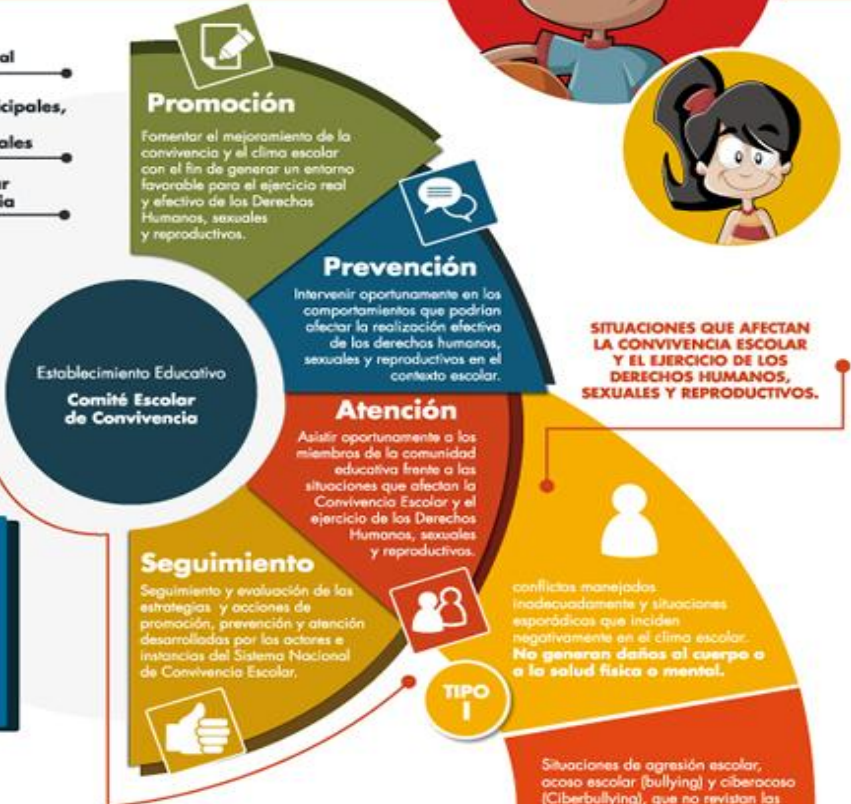 al
cipales,
ales
r
ia
Promoción
Fomentar el mejoramiento de la
convivencia y el clima escolar
con el fin de generar un entorno
favorable para el ejercicio real
y efectivo de los Derechos
Humanos, sexuales
y reproductivos.
Prevención
Intervenir oportunamente en los
comportamientos que podrían
afectar la realización efectiva
de los derechos humanos,
sexuales y reproductivos en el
contexto escolar.
Establecimiento Educativo
Comité Escolar
de Convivencia
Atención
Asistir oportunamente a los
miembros de la comunidad
educativa frente a las
situaciones que afectan la
Convivencia Escolar y el
ejercicio de los Derechos
Humanos, sexuales
y reproductivos.
Seguimiento
Seguimiento y evaluación de las
estrategias y acciones de
promoción, prevención y atención
desarrolladas por los actores e
instancias del Sistema Nacional
de Convivencia Escolar.
SITUACIONES QUE AFECTAN
LA CONVIVENCIA ESCOLAR
Y EL EJERCICIO DE LOS
DERECHOS HUMANOS,
SEXUALES Y REPRODUCTIVOS.
conflictos manejados
inadecuadamente y situaciones
esporádicas que inciden
negativamente en el clima escolar.
No generan daños al cuerpo o
a la salud física o mental.
TIPO
I
Situaciones de agresión escolar,
acoso escolar (bullying) y ciberacoso
(Ciberbullying), que no revistan las